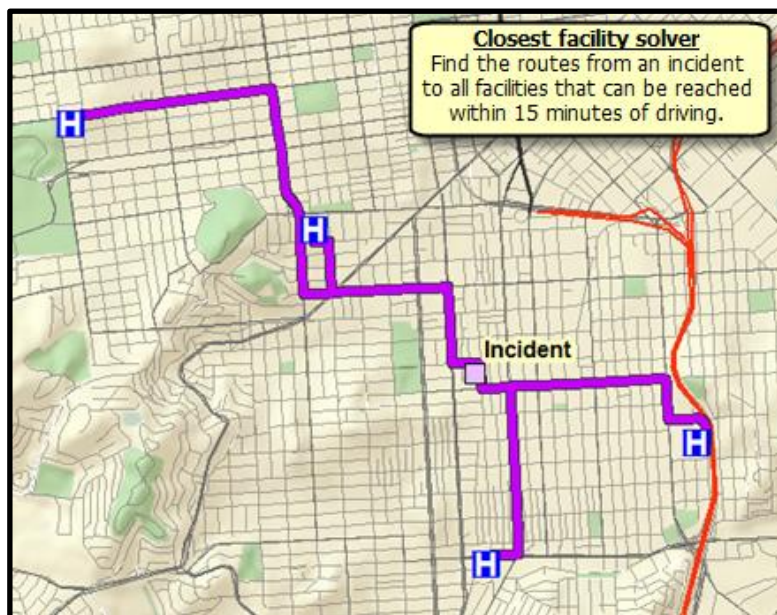 Closest facility solver
Find the routes from an incident
to all facilities that can be reached
within 15 minutes of driving.
H
H
Incident
H
H